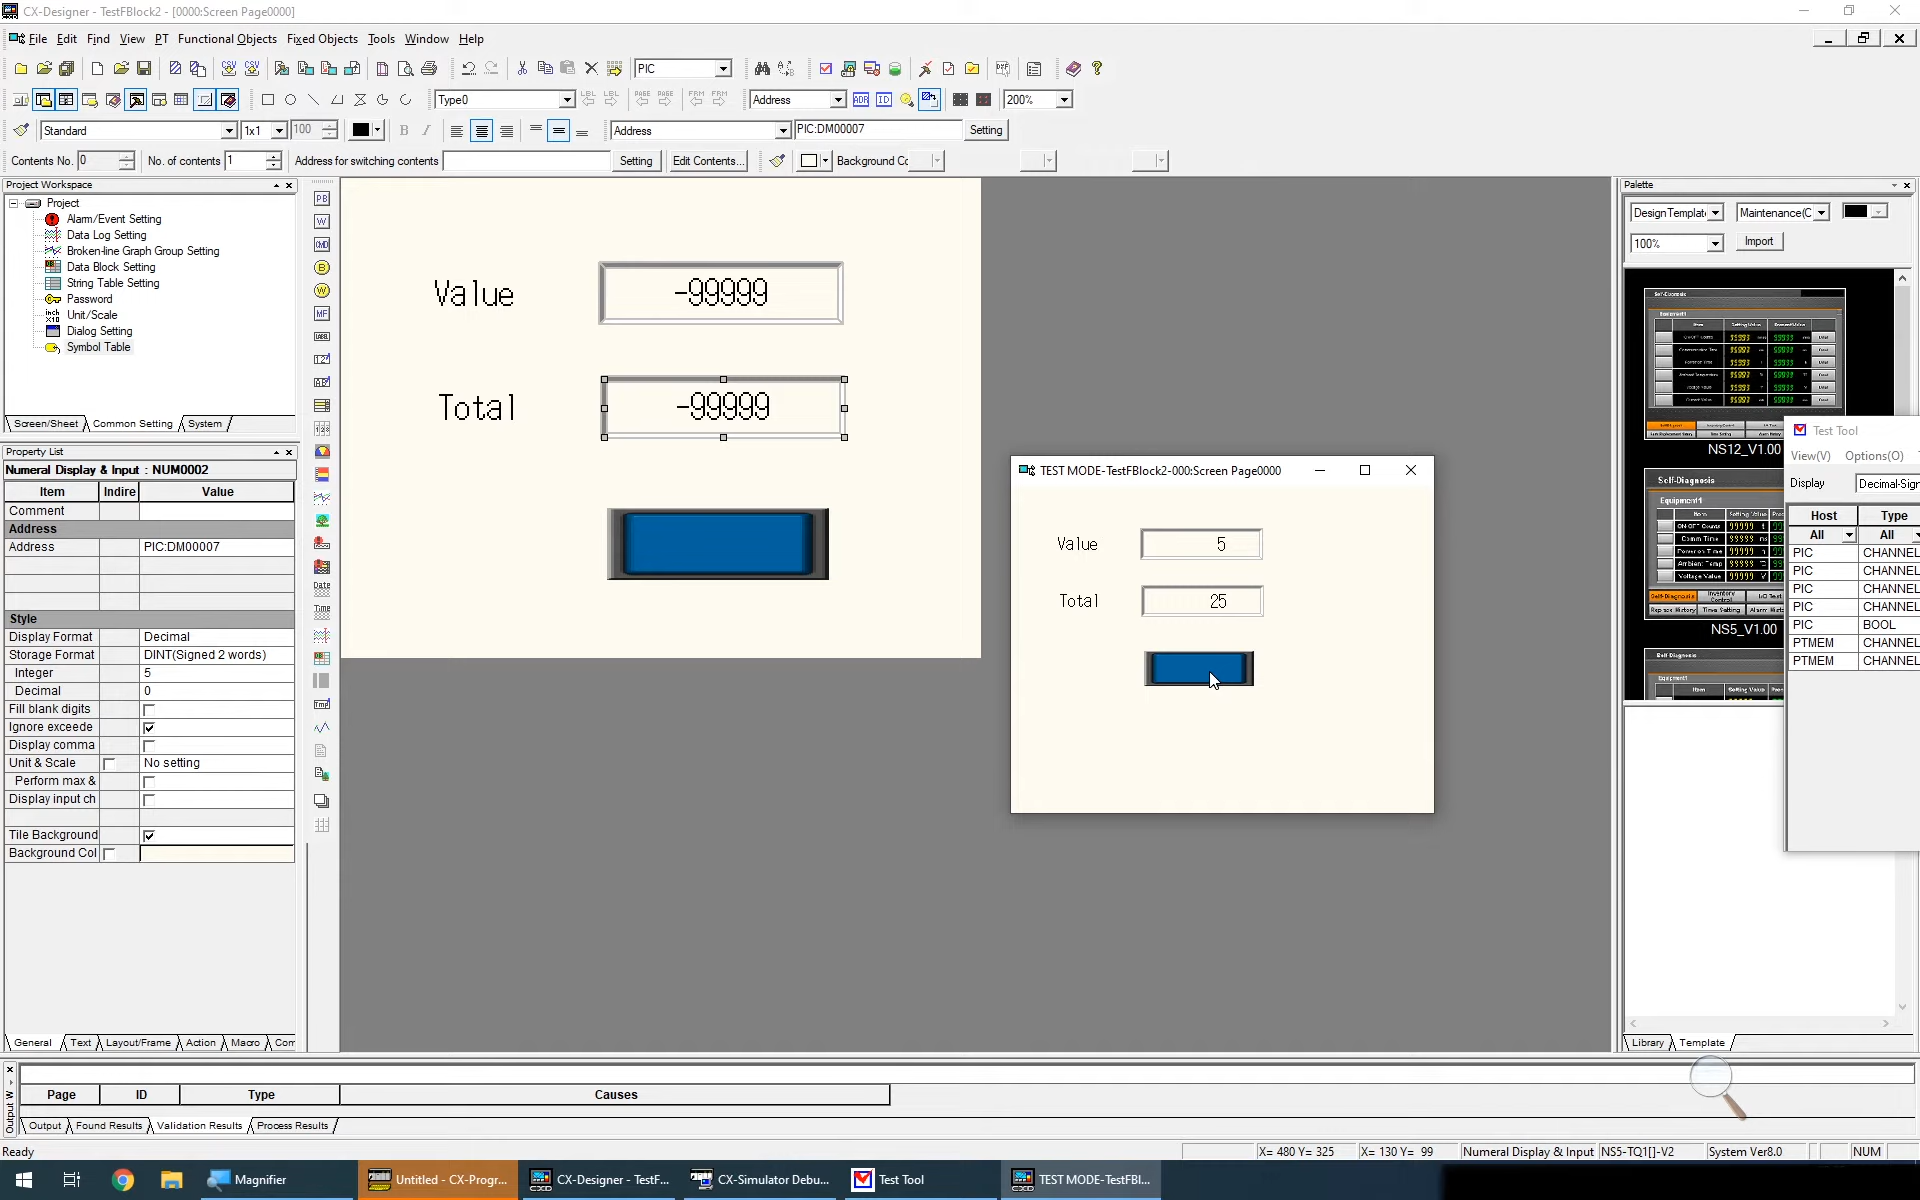 CX-Designer - TestFBlock2 - [0000:Screen Page0000]
File Edit Find View PT Functional Objects Fixed Objects Tools Window Help
PIC
Type0 Address 200%
Standard 1x1 100 B I Address PIC:DM00007 Setting
Contents No. 0 No. of contents 1 Address for switching contents Setting Edit Contents... Background Cc
Project Workspace
Project
Alarm/Event Setting
Data Log Setting
Broken-line Graph Group Setting
Data Block Setting
String Table Setting
Password
Unit/Scale
Dialog Setting
Symbol Table
Screen/Sheet Common Setting System
Property List
Numeral Display & Input : NUM0002
Item Indire Value
Comment
Address
Address PIC:DM00007
Style
Display Format Decimal
Storage Format DINT(Signed 2 words)
Integer 5
Decimal 0
Fill blank digits
Ignore exceede
Display comma
Unit & Scale No setting
Perform max &
Display input ch
Tile Background
Background Col
General Text Layout/Frame Action Macro Con
Value -99999
Total -99999
TEST MODE-TestFBlock2-000:Screen Page0000
Value 5
Total 25
Palette
DesignTemplat Maintenance(C
100% Import
NS12_V1.00
Self-Diagnosis
Equipment1
NS5_V1.00
Library Template
Test Tool
View(V) Options(O)
Display Decimal-Sign
Host Type
All All
PIC CHANNEL
PIC CHANNEL
PIC CHANNEL
PIC CHANNEL
PIC BOOL
PTMEM CHANNEL
PTMEM CHANNEL
Output W
Page ID Type Causes
Output Found Results Validation Results Process Results
Ready X= 480 Y= 325 X= 130 Y= 99 Numeral Display & Input NS5-TQ1[]-V2 System Ver8.0 NUM
Magnifier Untitled - CX-Progr... CX-Designer - TestF... CX-Simulator Debu... Test Tool TEST MODE-TestFBl...